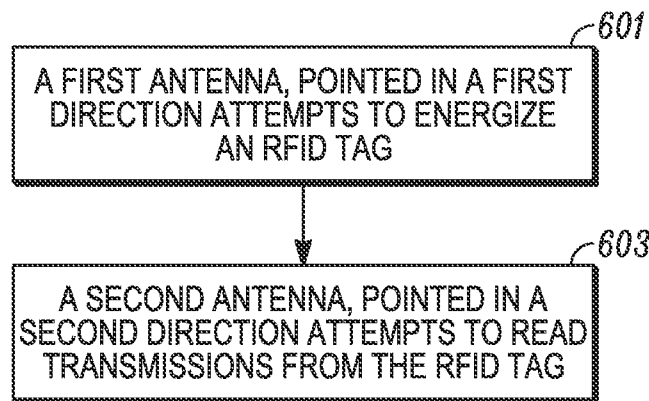 601
A FIRST ANTENNA, POINTED IN A FIRST
DIRECTION ATTEMPTS TO ENERGIZE
AN RFID TAG
603
A SECOND ANTENNA, POINTED IN A
SECOND DIRECTION ATTEMPTS TO READ
TRANSMISSIONS FROM THE RFID TAG